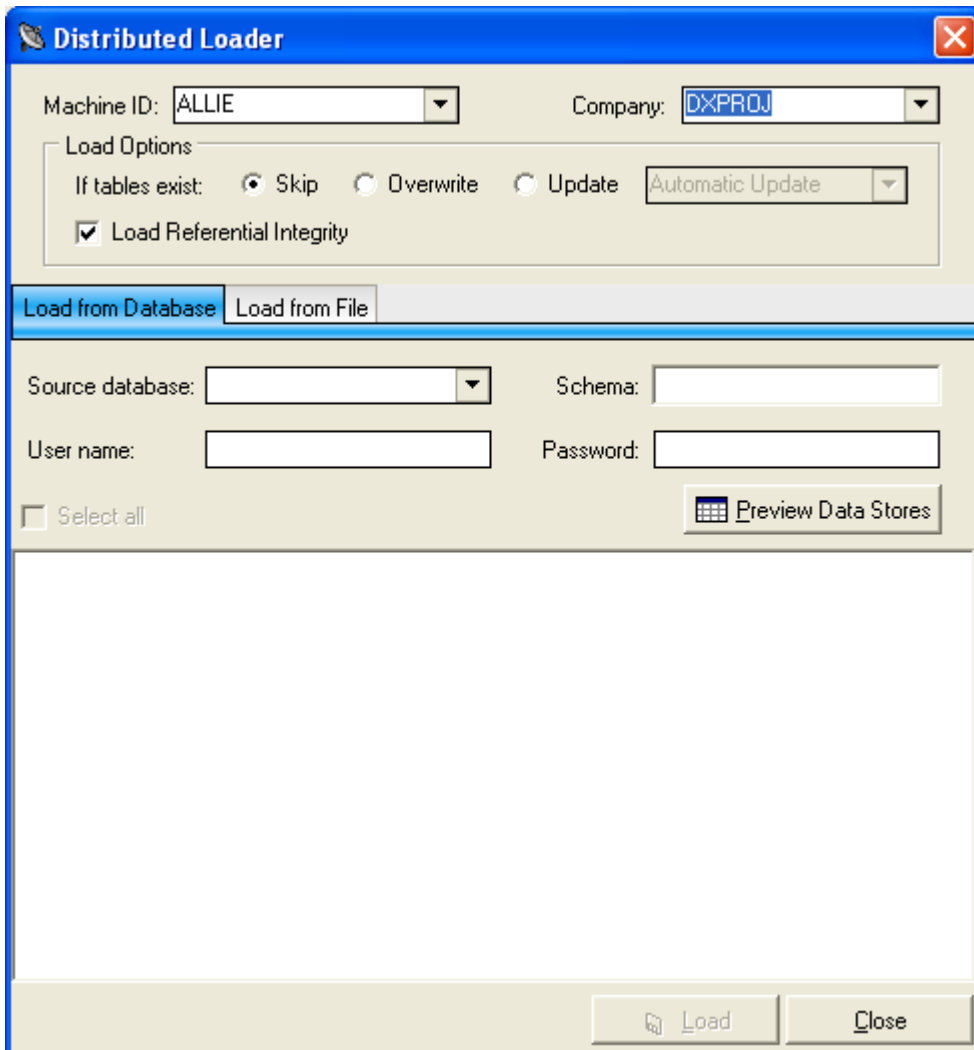 Distributed Loader
Machine ID: ALLIE Company: DXPROJ
Load Options
If tables exist: Skip Overwrite Update Automatic Update
Load Referential Integrity
Load from Database Load from File
Source database: Schema:
User name: Password:
Select all Preview Data Stores
Load Close